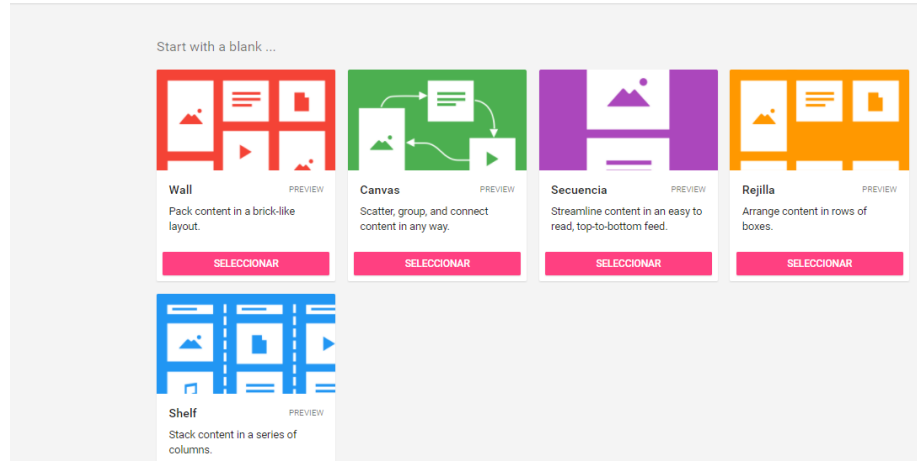 Start with a blank ...
Wall PREVIEW
Pack content in a brick-like
layout.
SELECCIONAR
Canvas PREVIEW
Scatter, group, and connect
content in any way.
SELECCIONAR
Secuencia PREVIEW
Streamline content in an easy to
read, top-to-bottom feed.
SELECCIONAR
Rejilla PREVIEW
Arrange content in rows of
boxes.
SELECCIONAR
Shelf PREVIEW
Stack content in a series of
columns.